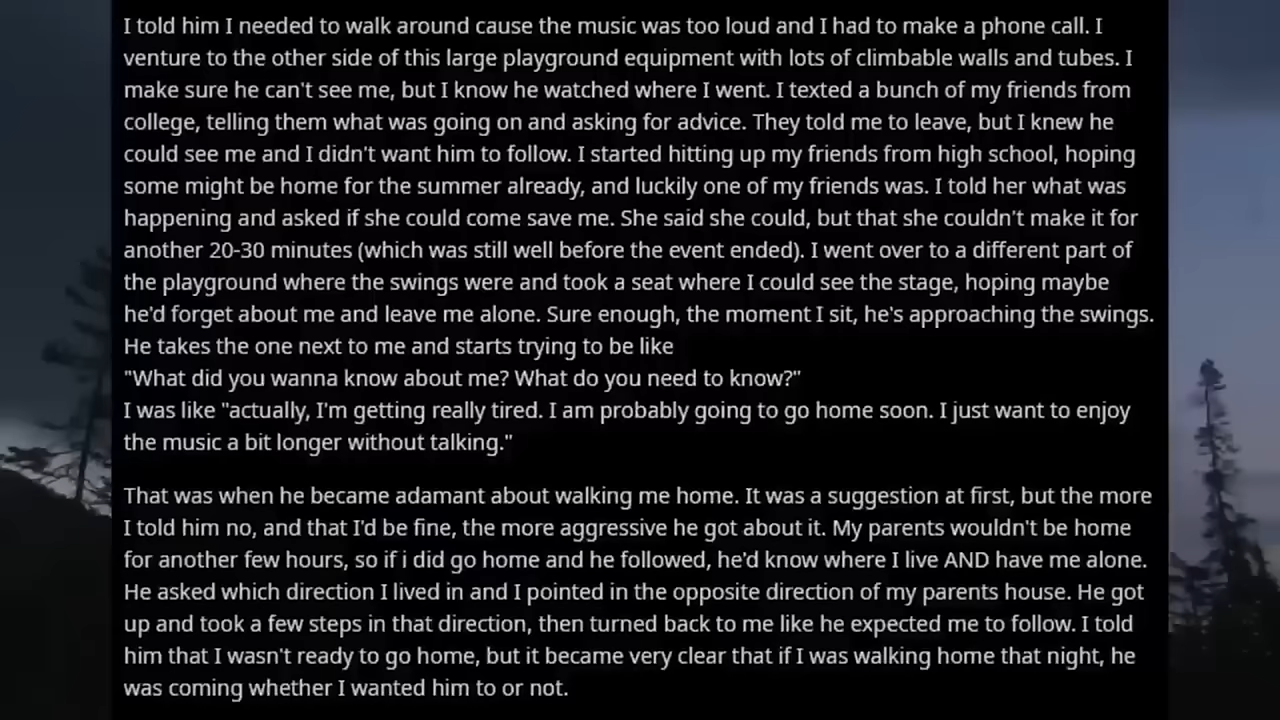 I told him I needed to walk around cause the music was too loud and I had to make a phone call. I
venture to the other side of this large playground equipment with lots of climbable walls and tubes. I
make sure he can't see me, but I know he watched where I went. I texted a bunch of my friends from
college, telling them what was going on and asking for advice. They told me to leave, but I knew he
could see me and I didn't want him to follow. I started hitting up my friends from high school, hoping
some might be home for the summer already, and luckily one of my friends was. I told her what was
happening and asked if she could come save me. She said she could, but that she couldn't make it for
another 20-30 minutes (which was still well before the event ended). I went over to a different part of
the playground where the swings were and took a seat where I could see the stage, hoping maybe
he'd forget about me and leave me alone. Sure enough, the moment I sit, he's approaching the swings.
He takes the one next to me and starts trying to be like
"What did you wanna know about me? What do you need to know?"
I was like "actually, I'm getting really tired. I am probably going to go home soon. I just want to enjoy
the music a bit longer without talking."
That was when he became adamant about walking me home. It was a suggestion at first, but the more
I told him no, and that I'd be fine, the more aggressive he got about it. My parents wouldn't be home
for another few hours, so if i did go home and he followed, he'd know where I live AND have me alone.
He asked which direction I lived in and I pointed in the opposite direction of my parents house. He got
up and took a few steps in that direction, then turned back to me like he expected me to follow. I told
him that I wasn't ready to go home, but it became very clear that if I was walking home that night, he
was coming whether I wanted him to or not.